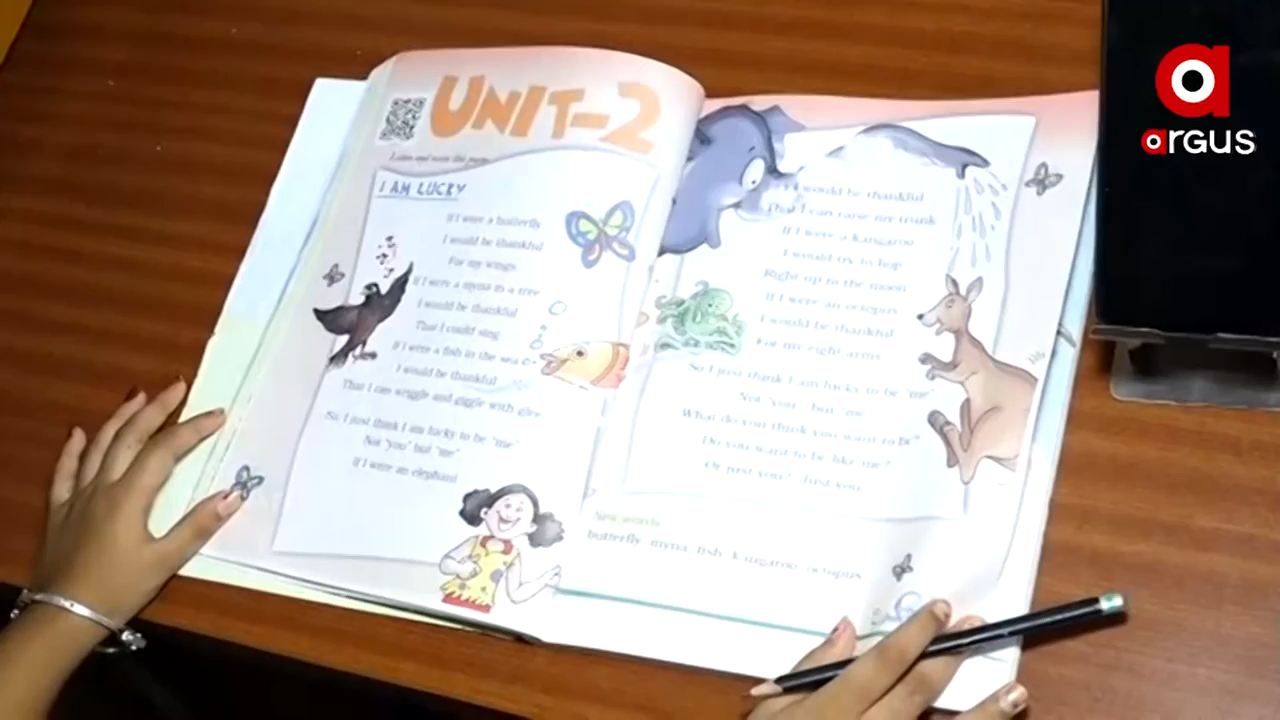 UNIT-2
I AM LUCKY
If I were a butterfly
I would be thankful
For my wings
If I were a myna in a tree
I would be thankful
That I could sing
If I were a fish in the sea
I would be thankful
That I can wriggle and giggle with glee
So, I just think I am lucky to be "me"
Not "you" but "me"
If I were an elephant
I would be thankful
That I can raise my trunk
If I were a kangaroo
I would try to hop
Right up to the moon
If I were an octopus
I would be thankful
For my eight arms
So I just think I am lucky to be "me"
Not "you" but "me"
What do you think you want to be?
Do you want to be like me?
Or just you? Just you
New words
butterfly myna fish kangaroo octopus
argus